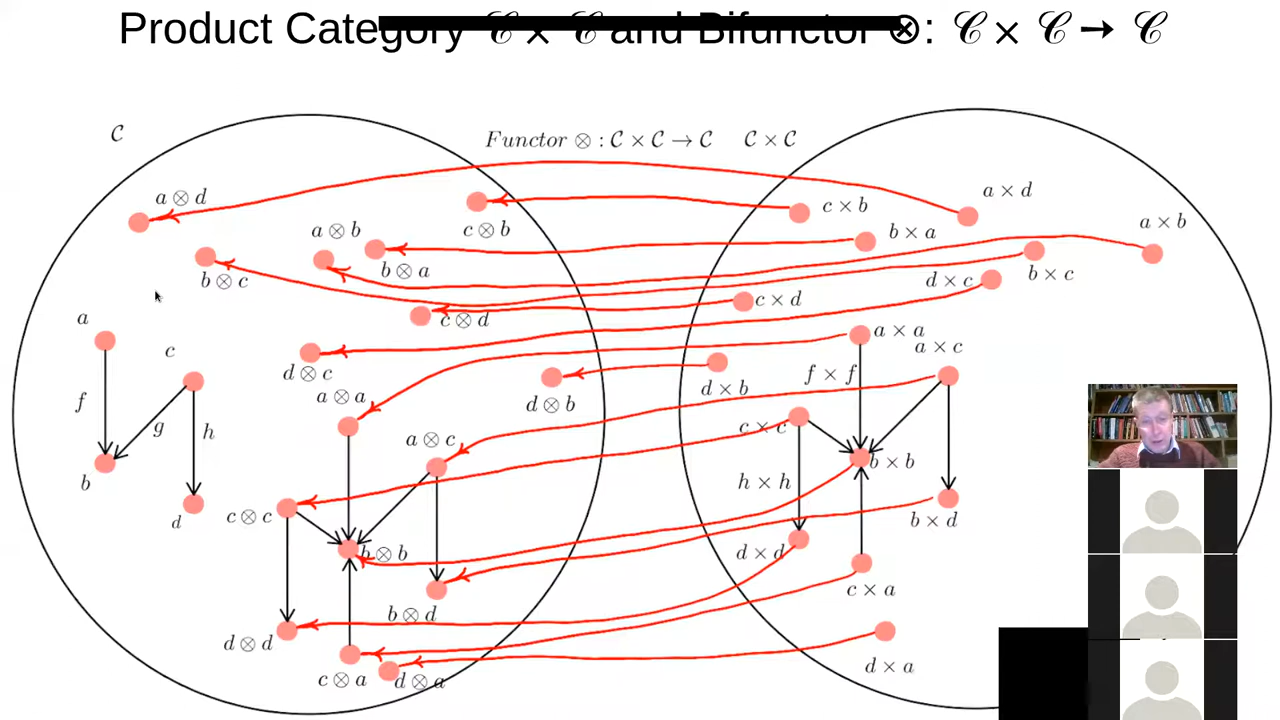 Product Category 𝒞 × 𝒞 and Bifunctor ⊗: 𝒞 × 𝒞 → 𝒞
𝒞
Functor ⊗ : 𝒞 × 𝒞 → 𝒞
𝒞 × 𝒞
a ⊗ d
c ⊗ b
a ⊗ b
b ⊗ a
b ⊗ c
c ⊗ d
d ⊗ c
d ⊗ b
a ⊗ a
a ⊗ c
c ⊗ c
b ⊗ b
b ⊗ d
d ⊗ d
c ⊗ a
d ⊗ a
a
f
b
c
g
h
d
a × d
c × b
a × b
b × a
b × c
d × c
c × d
a × a
a × c
f × f
d × b
c × c
b × b
h × h
b × d
d × d
c × a
d × a